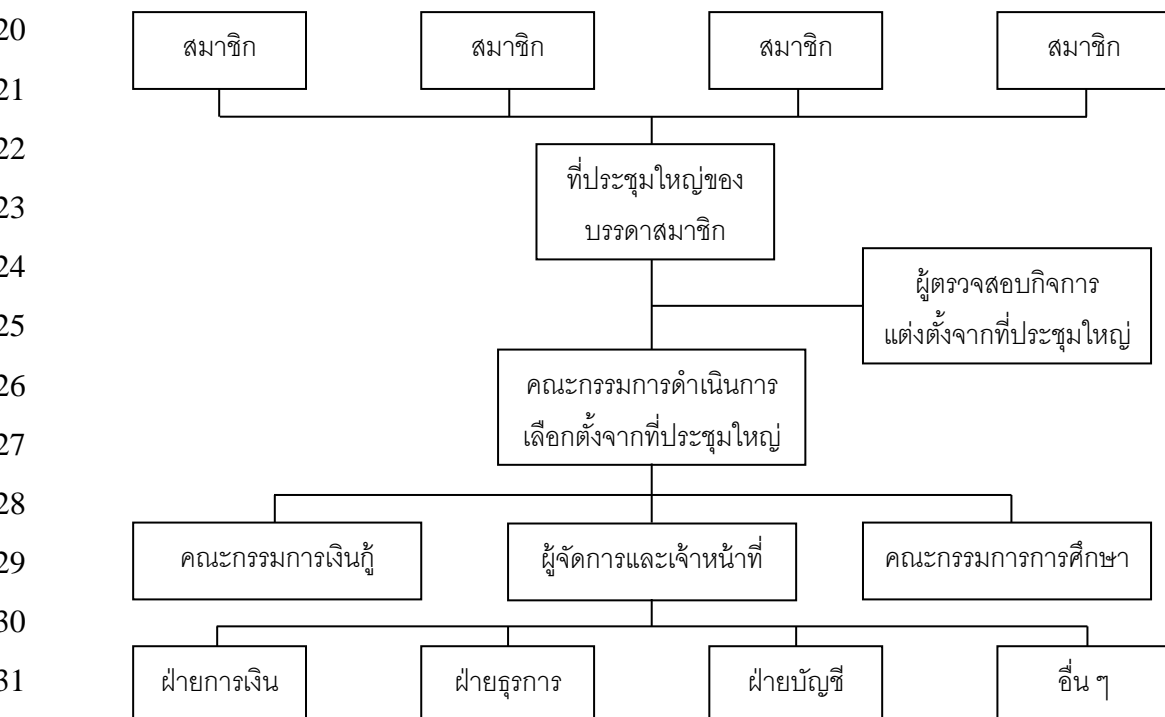 20
สมาชิก สมาชิก สมาชิก สมาชิก
21
22
ที่ประชุมใหญ่ของ
23
บรรดาสมาชิก
24
ผู้ตรวจสอบกิจการ
25
แต่งตั้งจากที่ประชุมใหญ่
26
คณะกรรมการดำเนินการ
27
เลือกตั้งจากที่ประชุมใหญ่
28
29
คณะกรรมการเงินกู้ ผู้จัดการและเจ้าหน้าที่ คณะกรรมการการศึกษา
30
31
ฝ่ายการเงิน ฝ่ายธุรการ ฝ่ายบัญชี อื่น ๆ